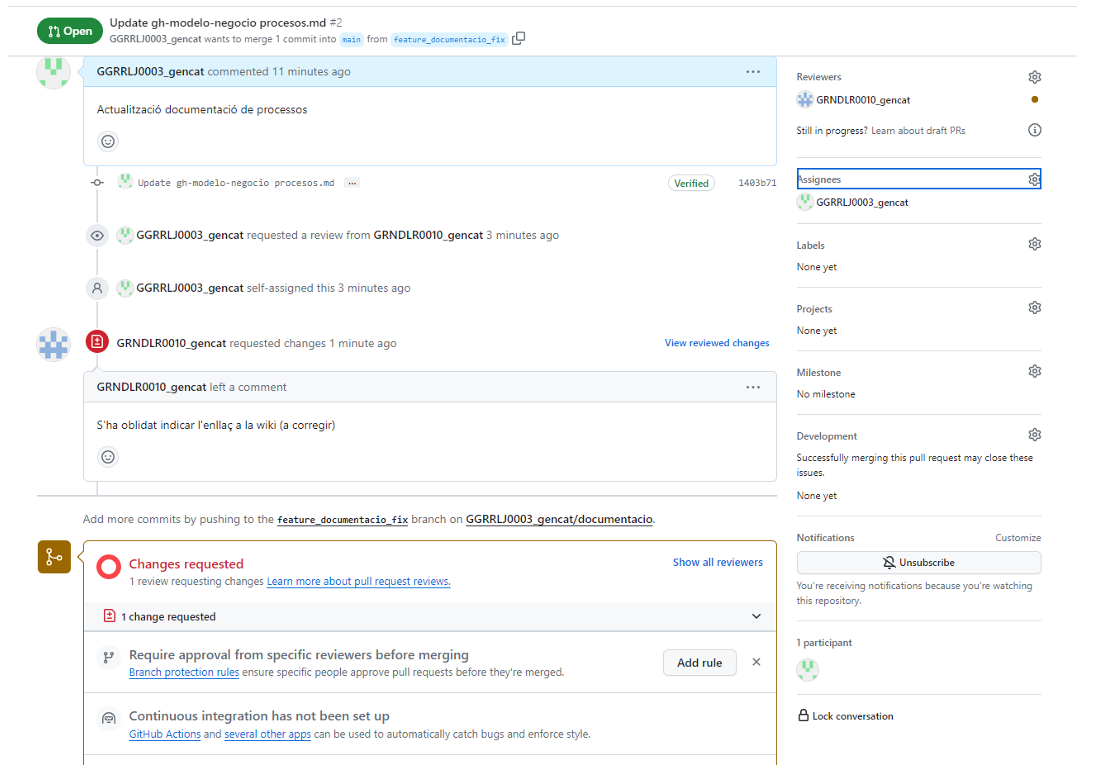 Open
Update gh-modelo-negocio procesos.md #2
GGRRLJ0003_gencat wants to merge 1 commit into main from feature_documentacio_fix
GGRRLJ0003_gencat commented 11 minutes ago
Actualització documentació de processos
Update gh-modelo-negocio procesos.md ...
Verified
1403b71
GGRRLJ0003_gencat requested a review from GRNDLR0010_gencat 3 minutes ago
GGRRLJ0003_gencat self-assigned this 3 minutes ago
GRNDLR0010_gencat requested changes 1 minute ago
View reviewed changes
GRNDLR0010_gencat left a comment
S'ha oblidat indicar l'enllaç a la wiki (a corregir)
Add more commits by pushing to the feature_documentacio_fix branch on GGRRLJ0003_gencat/documentacio.
Changes requested
1 review requesting changes Learn more about pull request reviews.
Show all reviewers
1 change requested
Require approval from specific reviewers before merging
Branch protection rules ensure specific people approve pull requests before they're merged.
Add rule
Continuous integration has not been set up
GitHub Actions and several other apps can be used to automatically catch bugs and enforce style.
Reviewers
GRNDLR0010_gencat
Still in progress? Learn about draft PRs
Assignees
GGRRLJ0003_gencat
Labels
None yet
Projects
None yet
Milestone
No milestone
Development
Successfully merging this pull request may close these
issues.
None yet
Notifications
Customize
Unsubscribe
You're receiving notifications because you're watching
this repository.
1 participant
Lock conversation